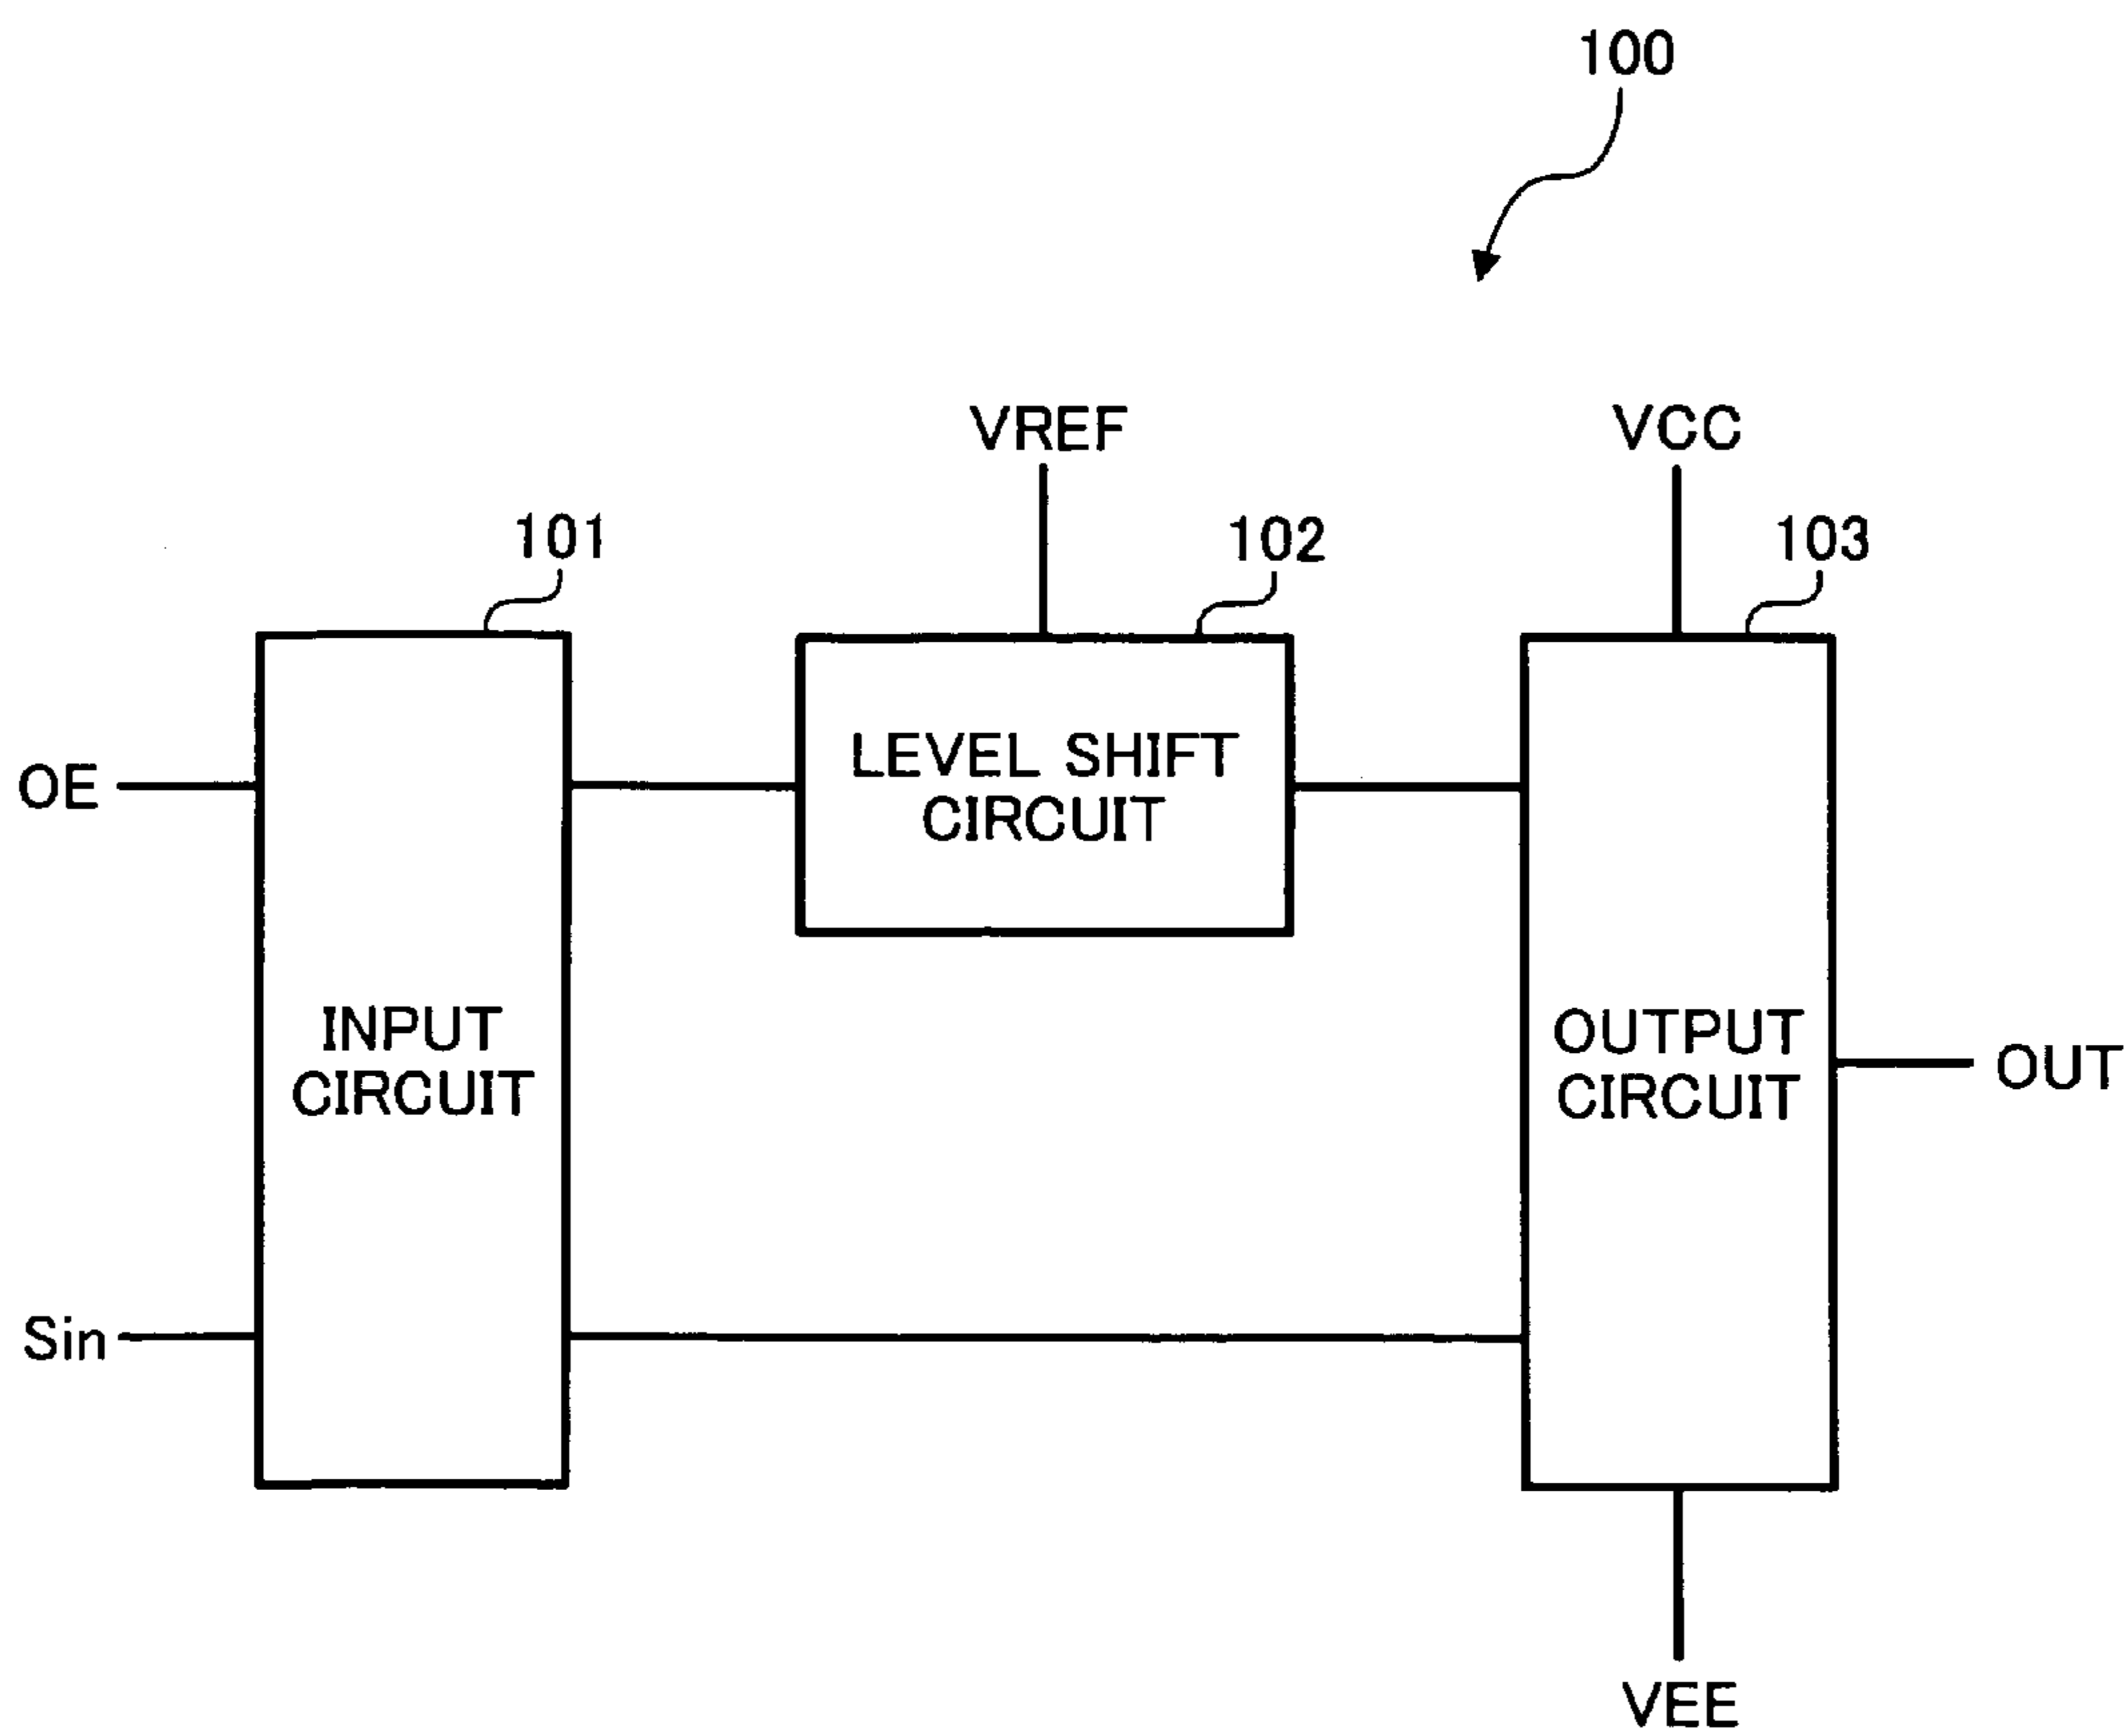 100
VREF
VCC
101
102
103
LEVEL SHIFT
CIRCUIT
OE
INPUT
CIRCUIT
OUTPUT
CIRCUIT
OUT
Sin
VEE